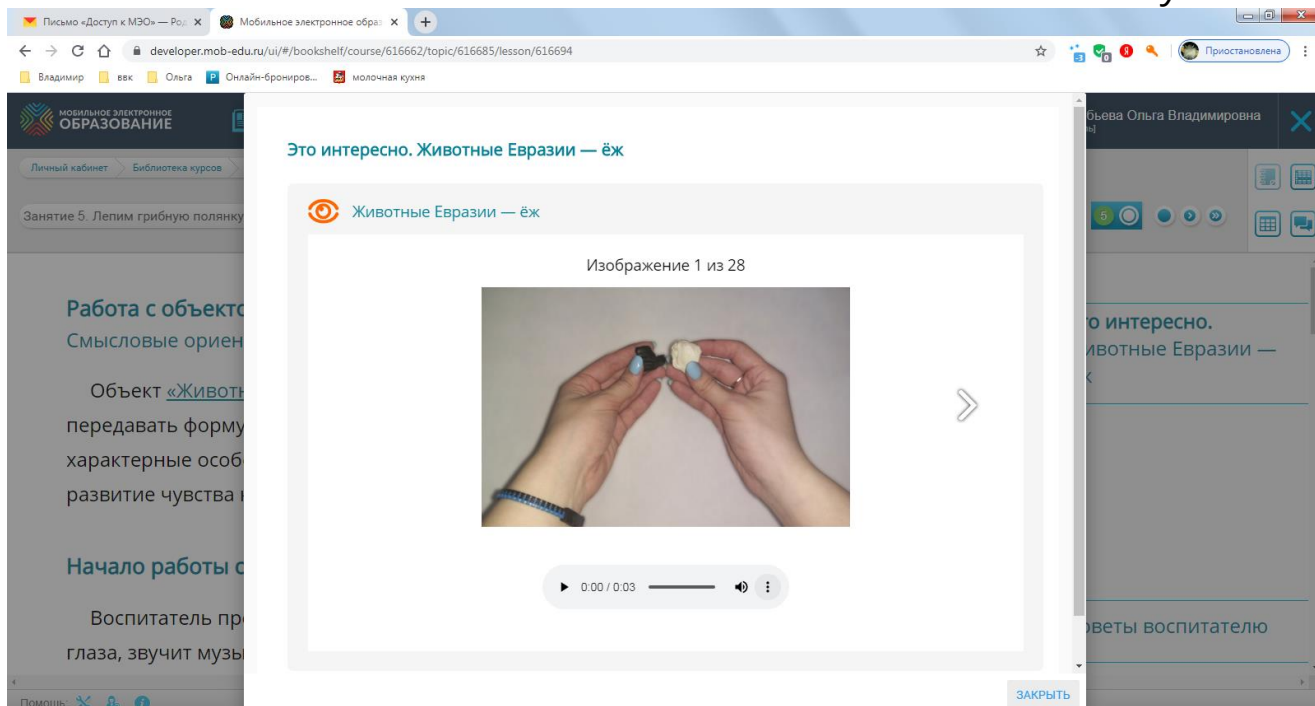 Письмо «Доступ к МЭО» — Ро
Мобильное электронное образ
developer.mob-edu.ru/ui/#/bookshelf/course/616662/topic/616685/lesson/616694
Приостановлена
Владимир ввк Ольга Онлайн-брониров... молочная кухня
МОБИЛЬНОЕ ЭЛЕКТРОННОЕ
ОБРАЗОВАНИЕ
бьева Ольга Владимировна
Личный кабинет Библиотека курсов
Занятие 5. Лепим грибную полянку
5
Это интересно. Животные Евразии — ёж
Животные Евразии — ёж
Изображение 1 из 28
0:00 / 0:03
ЗАКРЫТЬ
Работа с объекто
Смысловые ориен
Объект «Животн
передавать форму
характерные особ
развитие чувства
Начало работы с
Воспитатель пр
глаза, звучит музы
Помощь:
о интересно.
ивотные Евразии —
оветы воспитателю